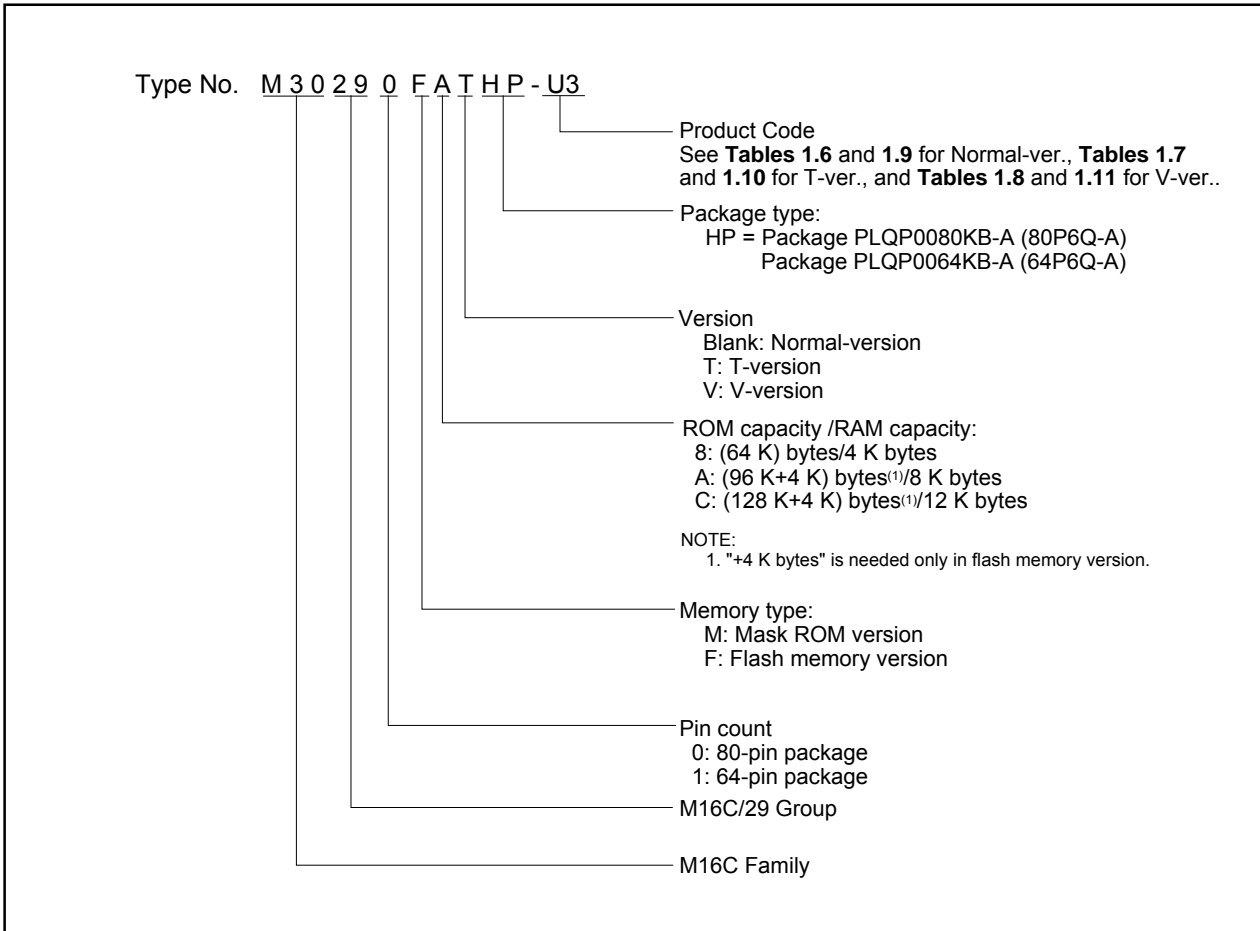 Type No. M 3 0 2 9 0 F A T H P - U3
Product Code
See Tables 1.6 and 1.9 for Normal-ver., Tables 1.7
and 1.10 for T-ver., and Tables 1.8 and 1.11 for V-ver..
Package type:
HP = Package PLQP0080KB-A (80P6Q-A)
Package PLQP0064KB-A (64P6Q-A)
Version
Blank: Normal-version
T: T-version
V: V-version
ROM capacity /RAM capacity:
8: (64 K) bytes/4 K bytes
A: (96 K+4 K) bytes(1)/8 K bytes
C: (128 K+4 K) bytes(1)/12 K bytes
NOTE:
1. "+4 K bytes" is needed only in flash memory version.
Memory type:
M: Mask ROM version
F: Flash memory version
Pin count
0: 80-pin package
1: 64-pin package
M16C/29 Group
M16C Family